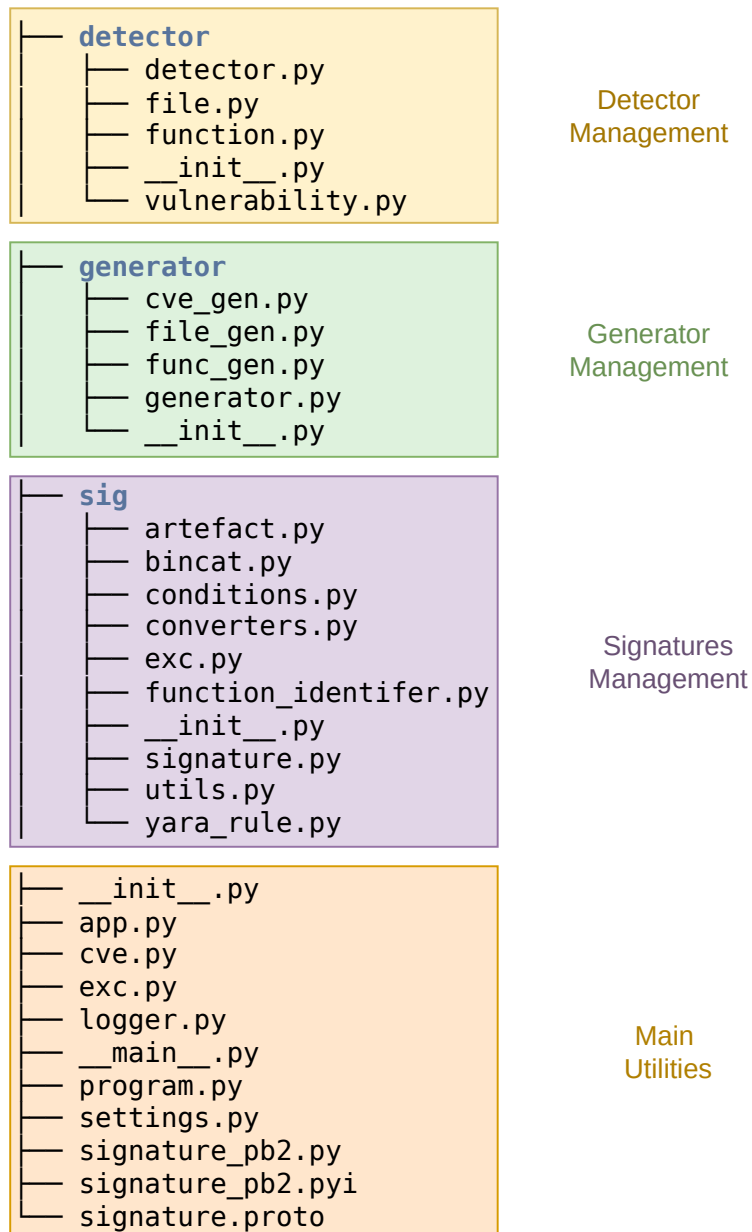 ├── detector
│   ├── detector.py
│   ├── file.py
│   ├── function.py
│   ├── __init__.py
│   └── vulnerability.py
Detector
Management
├── generator
│   ├── cve_gen.py
│   ├── file_gen.py
│   ├── func_gen.py
│   ├── generator.py
│   └── __init__.py
Generator
Management
├── sig
│   ├── artefact.py
│   ├── bincat.py
│   ├── conditions.py
│   ├── converters.py
│   ├── exc.py
│   ├── function_identifer.py
│   ├── __init__.py
│   ├── signature.py
│   ├── utils.py
│   └── yara_rule.py
Signatures
Management
├── __init__.py
├── app.py
├── cve.py
├── exc.py
├── logger.py
├── __main__.py
├── program.py
├── settings.py
├── signature_pb2.py
├── signature_pb2.pyi
└── signature.proto
Main
Utilities